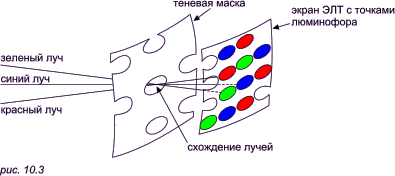 теневая маска
экран ЭЛТ с точками
люминофора
зеленый луч
синий луч
красный луч
схождение лучей
рис. 10.3